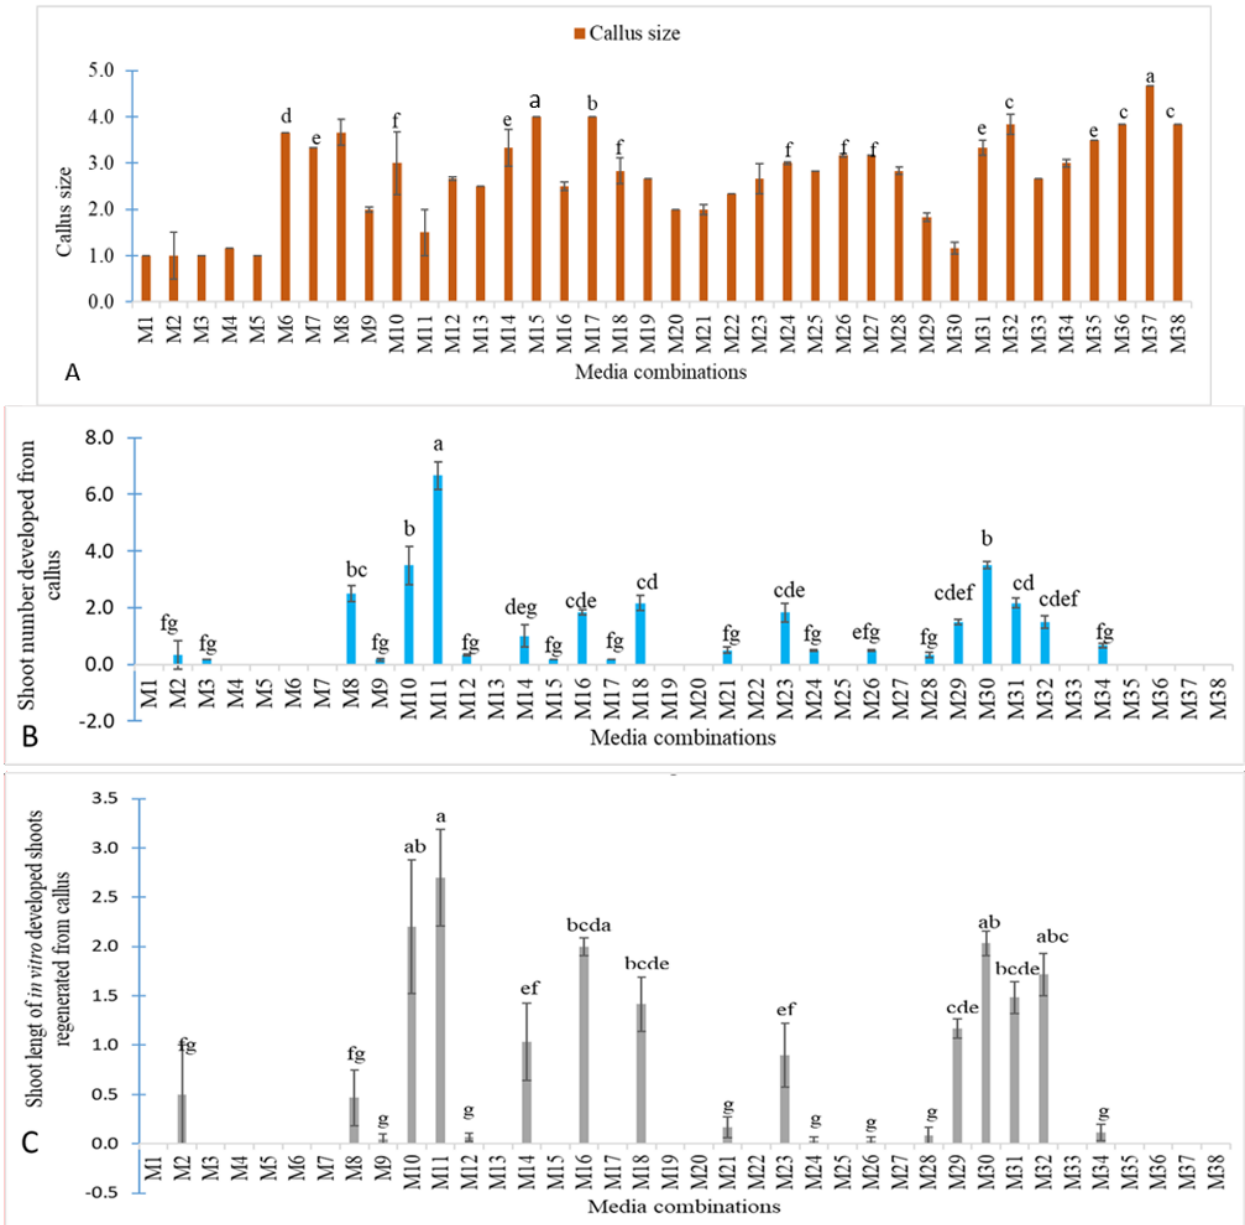 Callus size
5.0
4.0
3.0
2.0
1.0
0.0
Callus size
d e f e a b f f f f e c e c a c
M1 M2 M3 M4 M5 M6 M7 M8 M9 M10 M11 M12 M13 M14 M15 M16 M17 M18 M19 M20 M21 M22 M23 M24 M25 M26 M27 M28 M29 M30 M31 M32 M33 M34 M35 M36 M37 M38
A
Media combinations
8.0
6.0
4.0
2.0
0.0
-2.0
Shoot number developed from
callus
fg fg bc fg b a fg deg fg cde fg cd fg cde fg efg fg cdef b cd cdef fg
M1 M2 M3 M4 M5 M6 M7 M8 M9 M10 M11 M12 M13 M14 M15 M16 M17 M18 M19 M20 M21 M22 M23 M24 M25 M26 M27 M28 M29 M30 M31 M32 M33 M34 M35 M36 M37 M38
B
Media combinations
3.5
3.0
2.5
2.0
1.5
1.0
0.5
0.0
-0.5
Shoot lengt of in vitro developed shoots
regenerated from callus
fg fg g ab a g ef bcda bcde g ef g g g cde ab bcde abc g
M1 M2 M3 M4 M5 M6 M7 M8 M9 M10 M11 M12 M13 M14 M15 M16 M17 M18 M19 M20 M21 M22 M23 M24 M25 M26 M27 M28 M29 M30 M31 M32 M33 M34 M35 M36 M37 M38
C
Media combinations